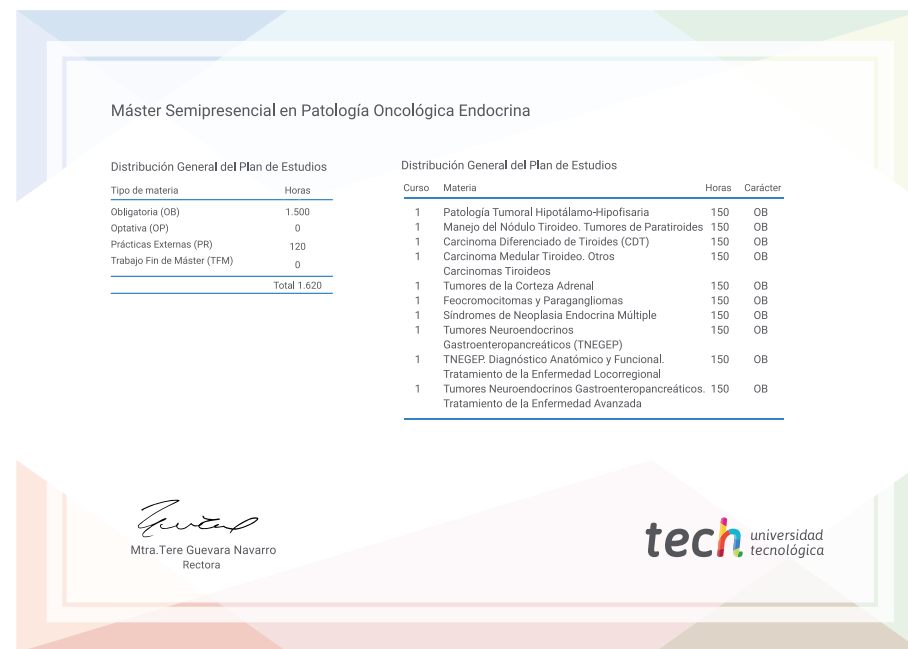 Máster Semipresencial en Patología Oncológica Endocrina
Distribución General del Plan de Estudios
Tipo de materia Horas
Obligatoria (OB) 1.500
Optativa (OP) 0
Prácticas Externas (PR) 120
Trabajo Fin de Máster (TFM) 0
Total 1.620
Distribución General del Plan de Estudios
Curso Materia Horas Carácter
1 Patología Tumoral Hipotálamo-Hipofisaria 150 OB
1 Manejo del Nódulo Tiroideo. Tumores de Paratiroides 150 OB
1 Carcinoma Diferenciado de Tiroides (CDT) 150 OB
1 Carcinoma Medular Tiroideo. Otros 150 OB
Carcinomas Tiroideos
1 Tumores de la Corteza Adrenal 150 OB
1 Feocromocitomas y Paragangliomas 150 OB
1 Síndromes de Neoplasia Endocrina Múltiple 150 OB
1 Tumores Neuroendocrinos 150 OB
Gastroenteropancreáticos (TNEGEP)
1 TNEGEP. Diagnóstico Anatómico y Funcional. 150 OB
Tratamiento de la Enfermedad Locorregional
1 Tumores Neuroendocrinos Gastroenteropancreáticos. 150 OB
Tratamiento de la Enfermedad Avanzada
Mtra.Tere Guevara Navarro
Rectora
tech universidad
tecnológica